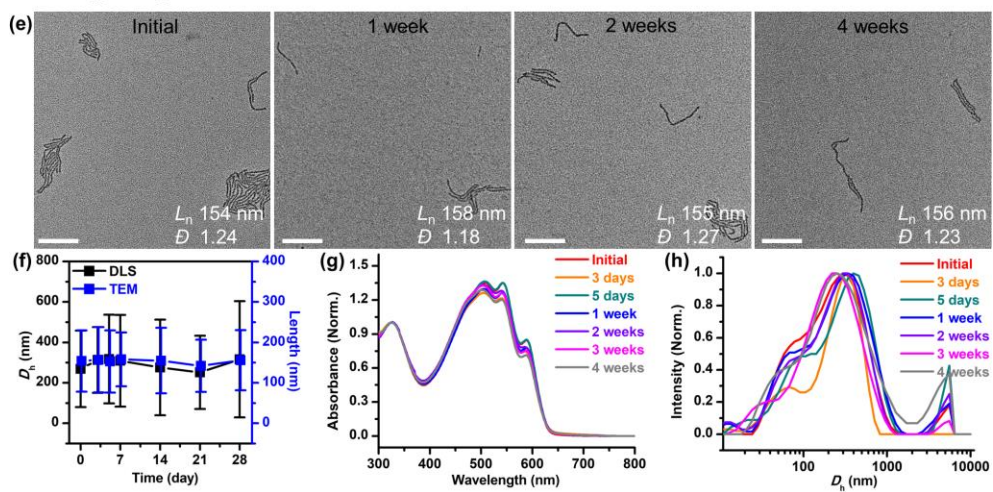 (e) Initial 1 week 2 weeks 4 weeks
Ln 154 nm Ln 158 nm Ln 155 nm Ln 156 nm
Đ 1.24 Đ 1.18 Đ 1.27 Đ 1.23
(f)
800
600
400
200
0
Dh (nm)
DLS
TEM
400
300
200
100
0
Length (nm)
0 7 14 21 28
Time (day)
(g)
1.5
1.2
0.9
0.6
0.3
0.0
Absorbance (Norm.)
Initial
3 days
5 days
1 week
2 weeks
3 weeks
4 weeks
300 400 500 600 700 800
Wavelength (nm)
(h)
1.0
0.8
0.6
0.4
0.2
0.0
Intensity (Norm.)
Initial
3 days
5 days
1 week
2 weeks
3 weeks
4 weeks
100 1000 10000
Dh (nm)